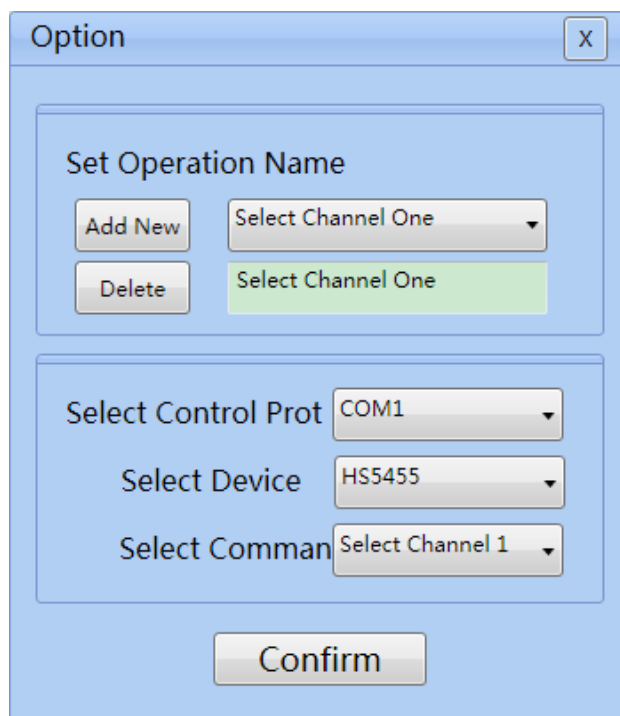 Option
X
Set Operation Name
Add New
Select Channel One
Delete
Select Channel One
Select Control Prot
COM1
Select Device
HS5455
Select Comman
Select Channel 1
Confirm